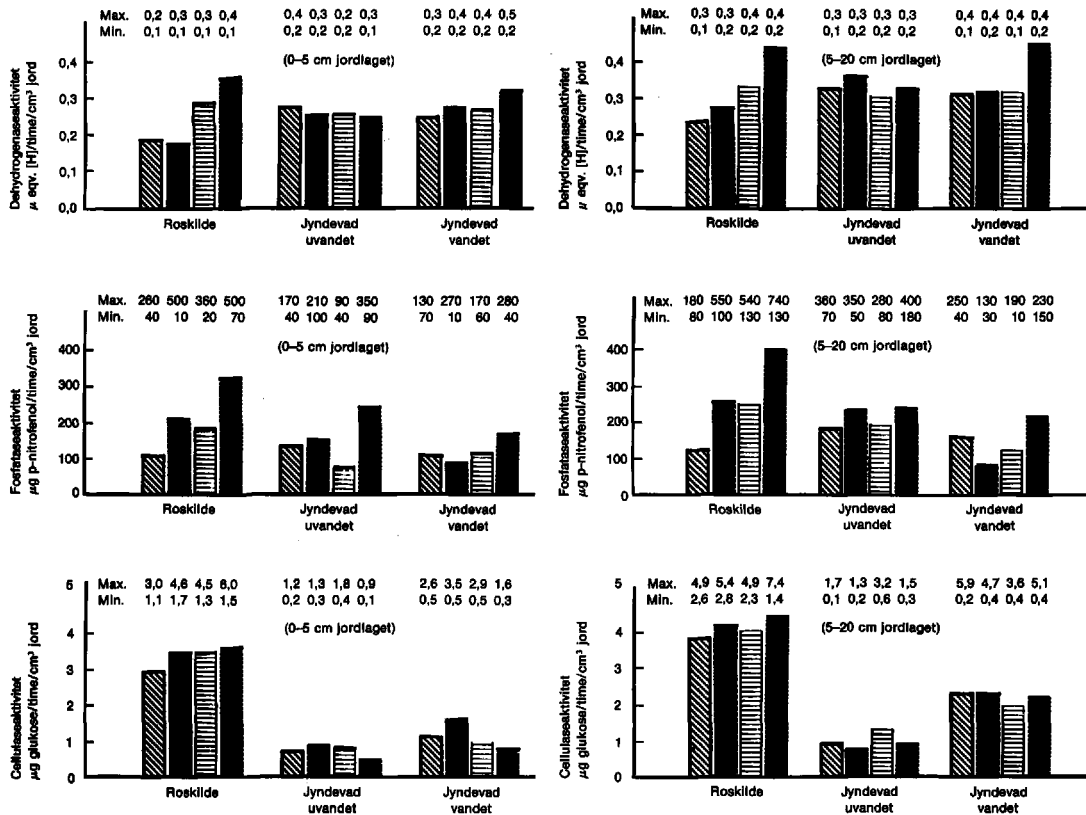 Max. 0,2 0,3 0,3 0,4 0,4 0,3 0,2 0,3 0,3 0,4 0,4 0,5
Min. 0,1 0,1 0,1 0,1 0,2 0,2 0,2 0,1 0,2 0,2 0,2 0,2
(0–5 cm jordlaget)
Dehydrogenaseaktivitet
µ eqv. [H]/time/cm³ jord
0,4
0,3
0,2
0,1
0,0
Roskilde
Jyndevad
uvandet
Jyndevad
vandet
Max. 0,3 0,3 0,4 0,4 0,3 0,3 0,3 0,3 0,4 0,4 0,4 0,4
Min. 0,1 0,2 0,2 0,2 0,1 0,2 0,2 0,2 0,1 0,2 0,1 0,2
(5–20 cm jordlaget)
Dehydrogenaseaktivitet
µ eqv. [H]/time/cm³ jord
0,4
0,3
0,2
0,1
0,0
Roskilde
Jyndevad
uvandet
Jyndevad
vandet
Max. 260 500 360 500 170 210 90 350 130 270 170 280
Min. 40 10 20 70 40 100 40 90 70 10 60 40
(0–5 cm jordlaget)
Fosfataseaktivitet
µg p-nitrofenol/time/cm³ jord
400
300
200
100
0
Roskilde
Jyndevad
uvandet
Jyndevad
vandet
Max. 180 550 540 740 360 350 280 400 250 130 190 230
Min. 80 100 130 130 70 50 80 180 40 30 10 150
(5–20 cm jordlaget)
Fosfataseaktivitet
µg p-nitrofenol/time/cm³ jord
400
300
200
100
0
Roskilde
Jyndevad
uvandet
Jyndevad
vandet
Max. 3,0 4,6 4,5 6,0 1,2 1,3 1,8 0,9 2,6 3,5 2,9 1,6
Min. 1,1 1,7 1,3 1,5 0,2 0,3 0,4 0,1 0,5 0,5 0,5 0,3
(0–5 cm jordlaget)
Cellulaseaktivitet
µg glukose/time/cm³ jord
5
4
3
2
1
0
Roskilde
Jyndevad
uvandet
Jyndevad
vandet
Max. 4,9 5,4 4,9 7,4 1,7 1,3 3,2 1,5 5,9 4,7 3,6 5,1
Min. 2,6 2,8 2,3 1,4 0,1 0,2 0,6 0,3 0,2 0,4 0,4 0,4
(5–20 cm jordlaget)
Cellulaseaktivitet
µg glukose/time/cm³ jord
5
4
3
2
1
0
Roskilde
Jyndevad
uvandet
Jyndevad
vandet